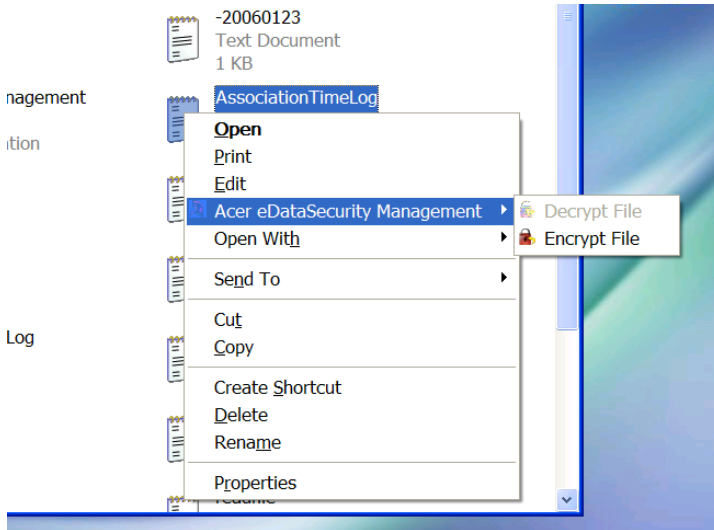 -20060123
Text Document
1 KB
nagement
AssociationTimeLog
ation
Open
Print
Edit
Acer eDataSecurity Management
Decrypt File
Open With
Encrypt File
Send To
Log
Cut
Copy
Create Shortcut
Delete
Rename
Properties